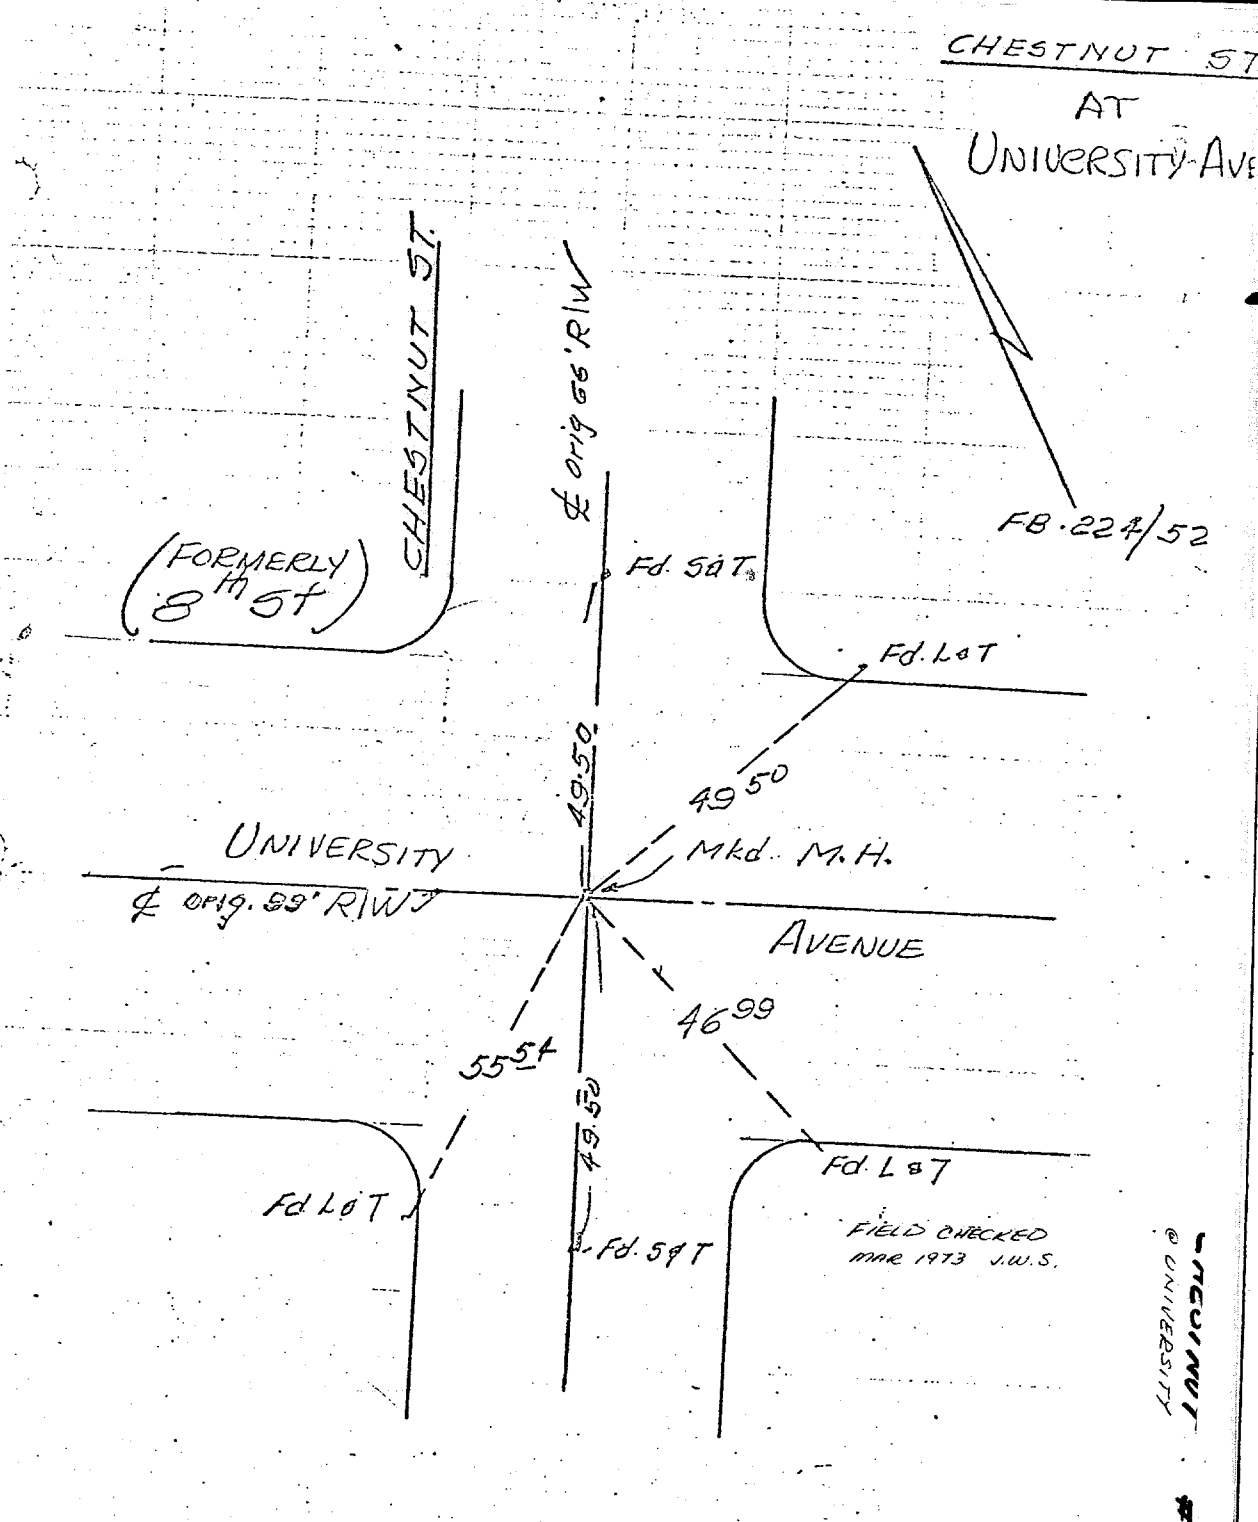 CHESTNUT ST
AT
UNIVERSITY AVE
CHESTNUT ST.
℄ orig 66' R/W
(FORMERLY
8th St)
FB.224/52
Fd. S&T
Fd. L&T
49.50
49 50
UNIVERSITY
Mkd. M.H.
℄ orig. 99' R/W
AVENUE
46 99
55 54
49.50
Fd. L&T
Fd. L&T
Fd. S&T
FIELD CHECKED
MAR 1973 J.W.S.
@ UNIVERSITY